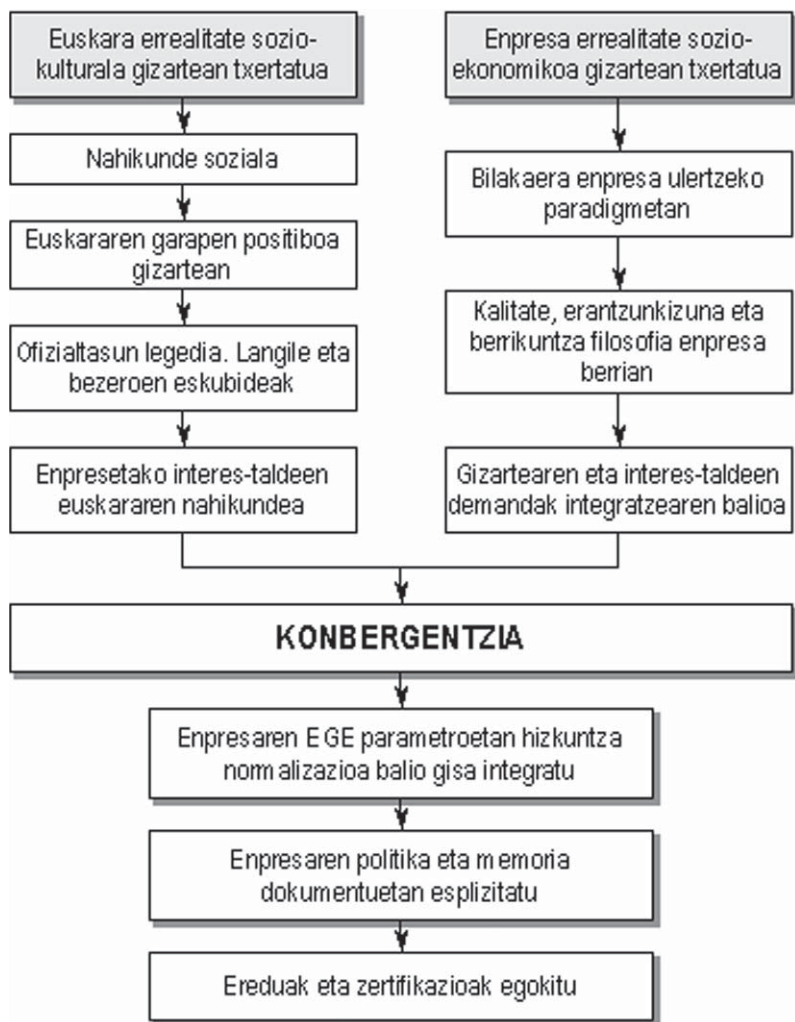 Euskara errealitate sozio-
kulturala gizartean txertatua
Nahikunde soziala
Euskararen garapen positiboa
gizartean
Ofizialtasun legedia. Langile eta
bezeroen eskubideak
Enpresetako interes-taldeen
euskararen nahikundea
Enpresa errealitate sozio-
ekonomikoa gizartean txertatua
Bilakaera enpresa ulertzeko
paradigmetan
Kalitate, erantzunkizuna eta
berrikuntza filosofia enpresa
berrian
Gizartearen eta interes-taldeen
demandak integratzearen balioa
KONBERGENTZIA
Enpresaren EGE parametroetan hizkuntza
normalizazioa balio gisa integratu
Enpresaren politika eta memoria
dokumentuetan esplizitatu
Ereduak eta zertifikazioak egokitu